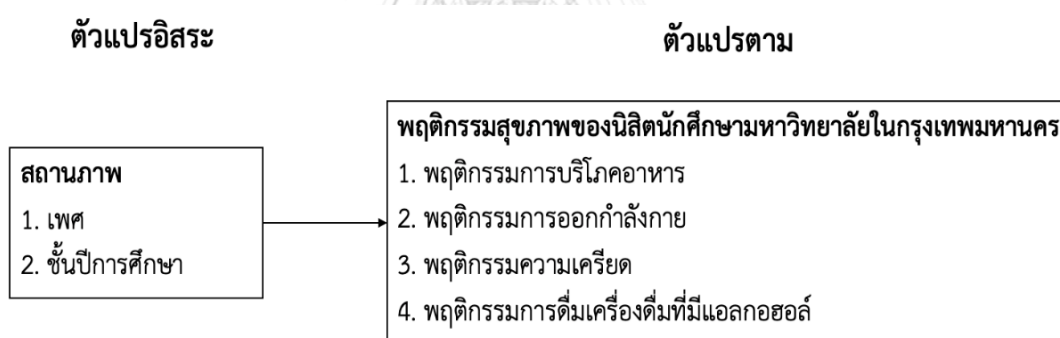 ตัวแปรอิสระ
ตัวแปรตาม
สถานภาพ
1. เพศ
2. ชั้นปีการศึกษา
พฤติกรรมสุขภาพของนิสิตนักศึกษามหาวิทยาลัยในกรุงเทพมหานคร
1. พฤติกรรมการบริโภคอาหาร
2. พฤติกรรมการออกกำลังกาย
3. พฤติกรรมความเครียด
4. พฤติกรรมการดื่มเครื่องดื่มที่มีแอลกอฮอล์